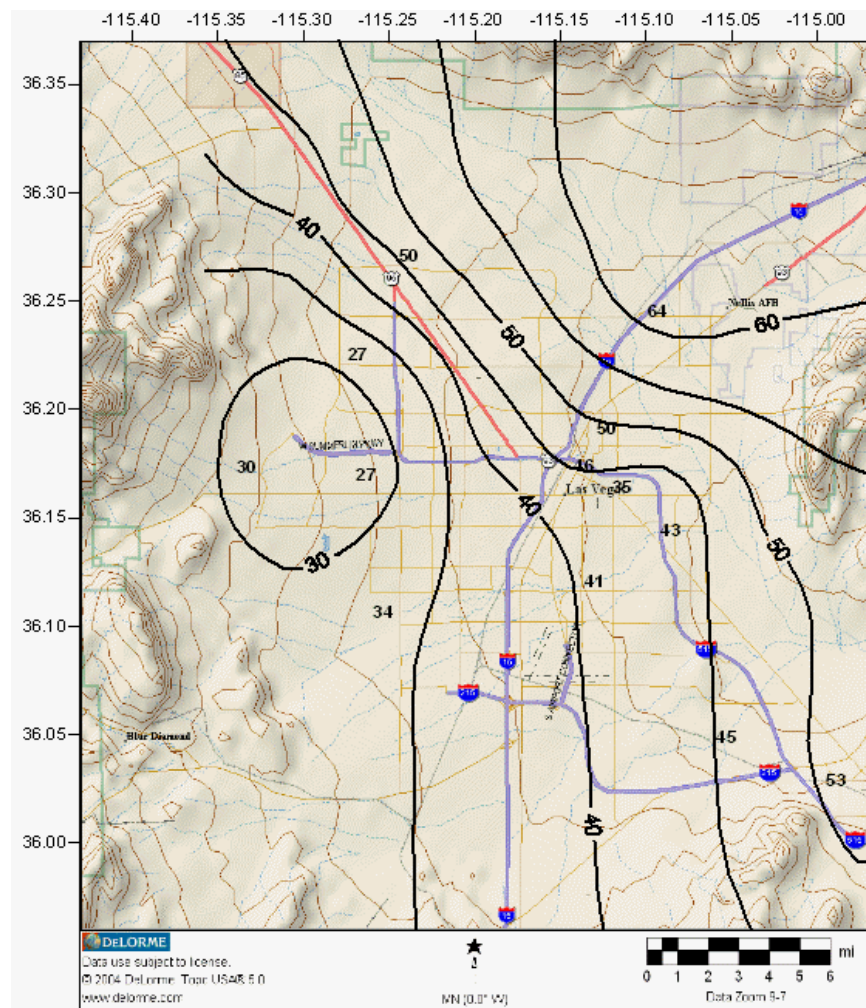 -115.40 -115.35 -115.30 -115.25 -115.20 -115.15 -115.10 -115.05 -115.00
36.35
36.30
40
50
36.25
Nellis AFB
64
60
50
27
36.20
50
30
27
Las Vegas
35
40
36.15
43
50
30
41
34
36.10
36.05
Blue Diamond
45
53
36.00
40
DELORME
Data use subject to license.
© 2004 DeLorme. Topo USA® 5.0
www.delorme.com
MN (0.0° W)
mi
0 1 2 3 4 5 6
Data Zoom 9-7